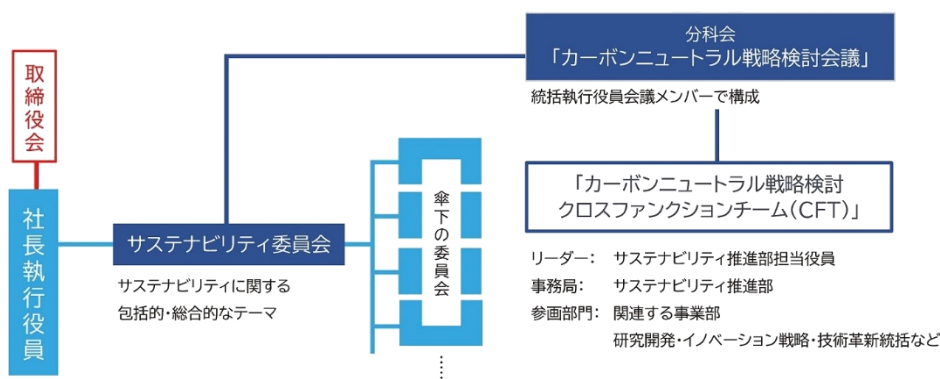 取締役会
社長執行役員
サステナビリティ委員会
サステナビリティに関する
包括的・総合的なテーマ
傘下の委員会
分科会
「カーボンニュートラル戦略検討会議」
統括執行役員会議メンバーで構成
「カーボンニュートラル戦略検討
クロスファンクションチーム（CFT）」
リーダー： サステナビリティ推進部担当役員
事務局： サステナビリティ推進部
参画部門： 関連する事業部
研究開発・イノベーション戦略・技術革新統括など